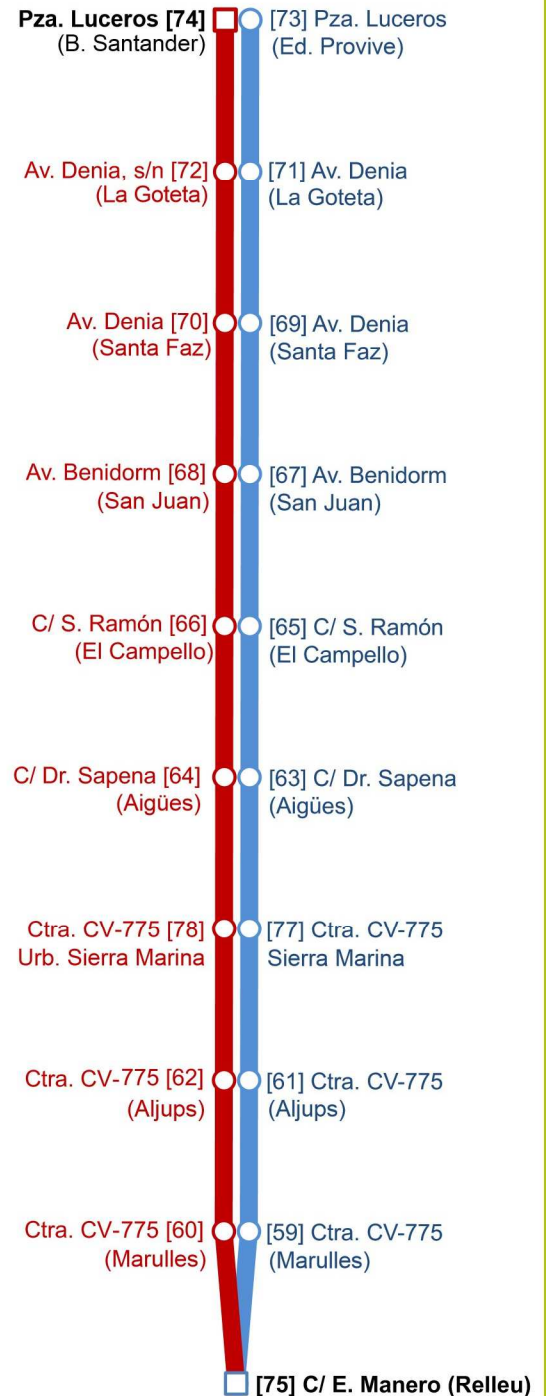 Pza. Luceros [74]
(B. Santander)
[73] Pza. Luceros
(Ed. Provive)
Av. Denia, s/n [72]
(La Goteta)
[71] Av. Denia
(La Goteta)
Av. Denia [70]
(Santa Faz)
[69] Av. Denia
(Santa Faz)
Av. Benidorm [68]
(San Juan)
[67] Av. Benidorm
(San Juan)
C/ S. Ramón [66]
(El Campello)
[65] C/ S. Ramón
(El Campello)
C/ Dr. Sapena [64]
(Aigües)
[63] C/ Dr. Sapena
(Aigües)
Ctra. CV-775 [78]
Urb. Sierra Marina
[77] Ctra. CV-775
Sierra Marina
Ctra. CV-775 [62]
(Aljups)
[61] Ctra. CV-775
(Aljups)
Ctra. CV-775 [60]
(Marulles)
[59] Ctra. CV-775
(Marulles)
[75] C/ E. Manero (Relleu)